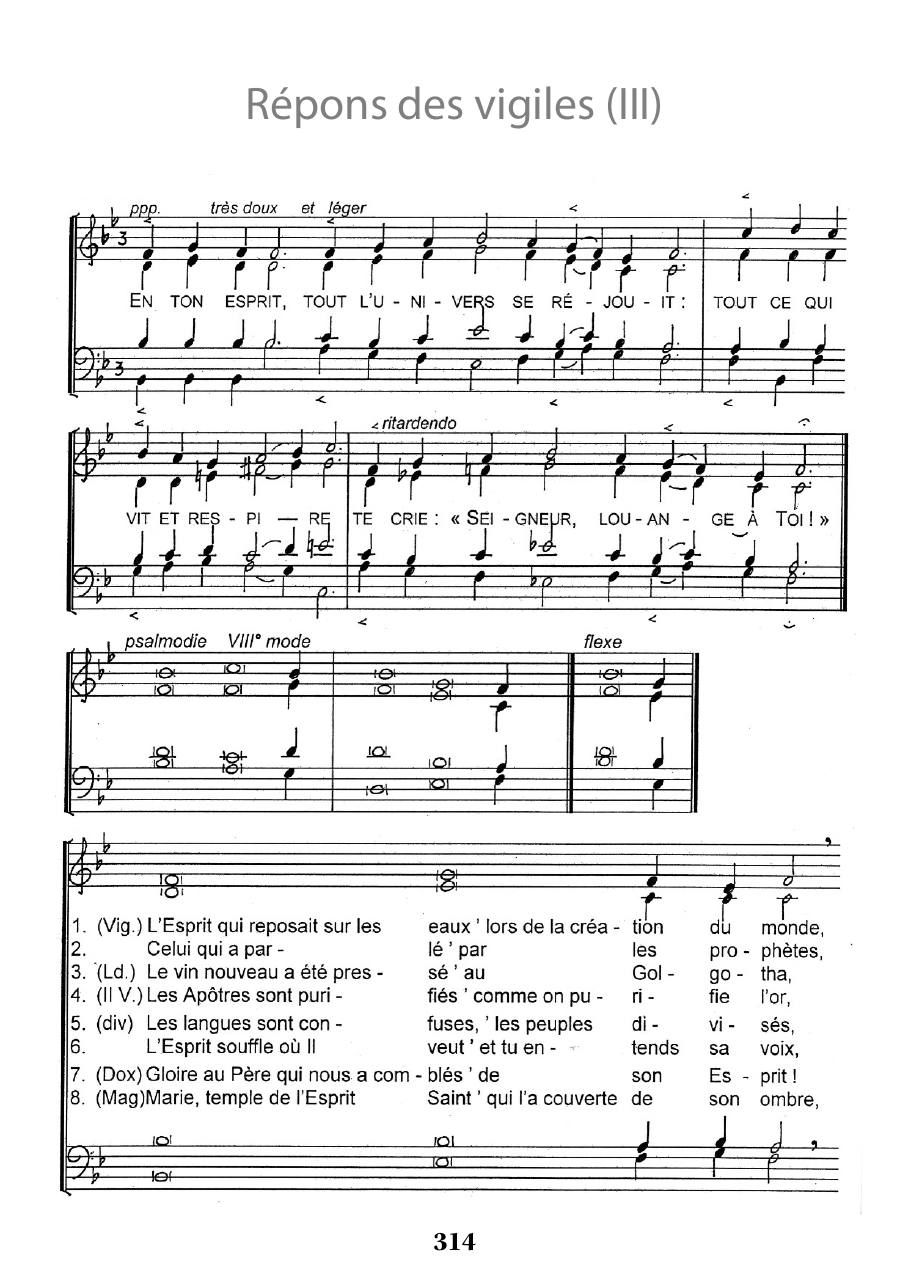 Répons des vigiles (III)
ppp. très doux et léger
EN TON ESPRIT, TOUT L'U - NI - VERS SE RÉ - JOU - IT : TOUT CE QUI
ritardendo
VIT ET RES - PI — RE TE CRIE : « SEI - GNEUR, LOU - AN - GE À TOI ! »
psalmodie VIII° mode flexe
1. (Vig.) L'Esprit qui reposait sur les eaux ' lors de la créa - tion du monde,
2. Celui qui a par - lé ' par les pro - phètes,
3. (Ld.) Le vin nouveau a été pres - sé ' au Gol - go - tha,
4. (II V.) Les Apôtres sont puri - fiés ' comme on pu - ri - fie l'or,
5. (div) Les langues sont con - fuses, ' les peuples di - vi - sés,
6. L'Esprit souffle où Il veut ' et tu en - tends sa voix,
7. (Dox) Gloire au Père qui nous a com - blés ' de son Es - prit !
8. (Mag) Marie, temple de l'Esprit Saint ' qui l'a couverte de son ombre,
314